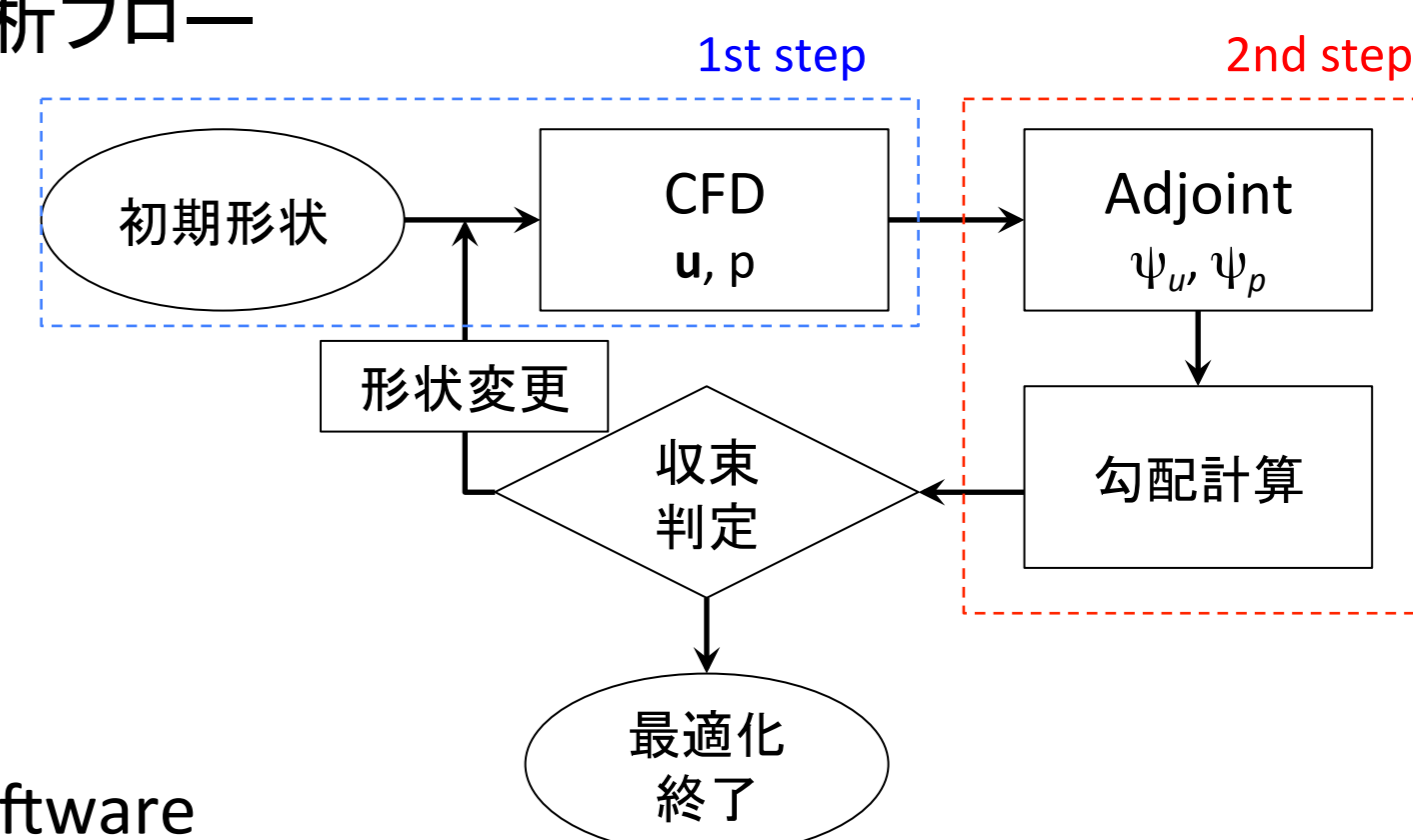 析フロー
1st step
2nd step
初期形状
CFD
u, p
Adjoint
ψu, ψp
形状変更
収束
判定
勾配計算
最適化
終了
ftware